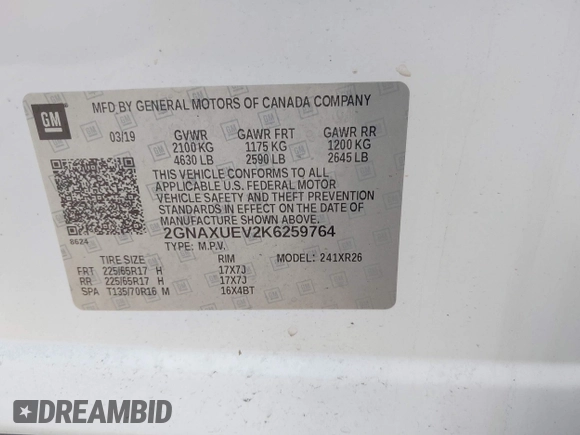 GM
MFD BY GENERAL MOTORS OF CANADA COMPANY
03/19 GVWR GAWR FRT GAWR RR
2100 KG 1175 KG 1200 KG
4630 LB 2590 LB 2645 LB
THIS VEHICLE CONFORMS TO ALL
APPLICABLE U.S. FEDERAL MOTOR
VEHICLE SAFETY AND THEFT PREVENTION
STANDARDS IN EFFECT ON THE DATE OF
MANUFACTURE SHOWN ABOVE.
8624 2GNAXUEV2K6259764
TYPE: M.P.V.
TIRE SIZE RIM MODEL: 241XR26
FRT 225/65R17 H 17X7J
RR 225/65R17 H 17X7J
SPA T135/70R16 M 16X4BT
DREAMBID